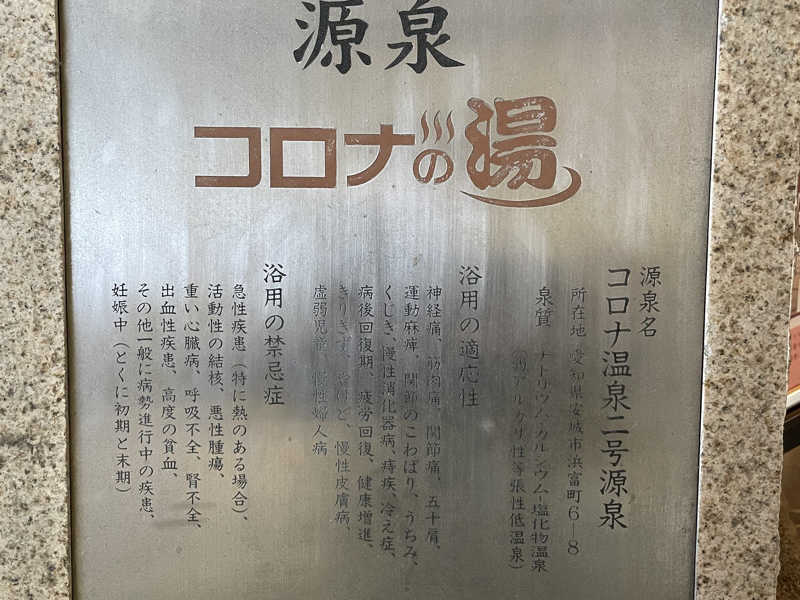 源泉
コロナの湯
源泉名
コロナ温泉二号源泉
所在地 愛知県安城市浜富町6-8
泉質 ナトリウム・カルシウム-塩化物温泉
(弱アルカリ性等張性低温泉)
浴用の適応性
神経痛、筋肉痛、関節痛、五十肩、
運動麻痺、関節のこわばり、うちみ、
くじき、慢性消化器病、痔疾、冷え症、
病後回復期、疲労回復、健康増進、
きりきず、やけど、慢性皮膚病、
虚弱児童、慢性婦人病
浴用の禁忌症
急性疾患(特に熱のある場合)、
活動性の結核、悪性腫瘍、
重い心臓病、呼吸不全、腎不全、
出血性疾患、高度の貧血、
その他一般に病勢進行中の疾患、
妊娠中(とくに初期と末期)